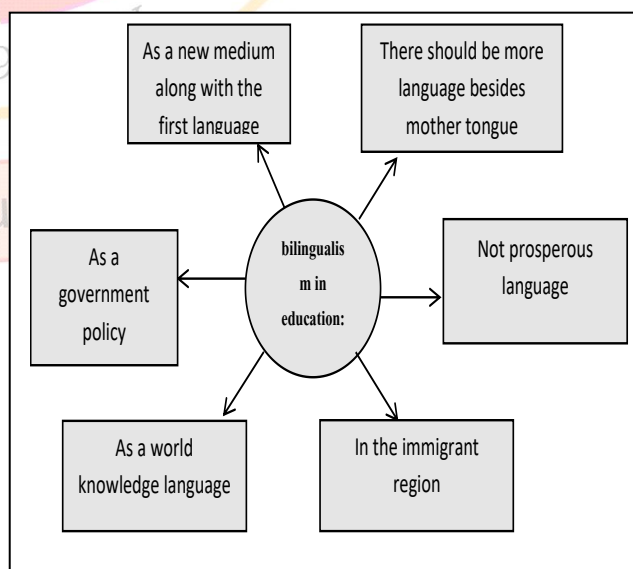 As a new medium
along with the
first language
There should be more
language besides
mother tongue
bilingualis
m in
education:
As a
government
policy
Not prosperous
language
As a world
knowledge language
In the immigrant
region